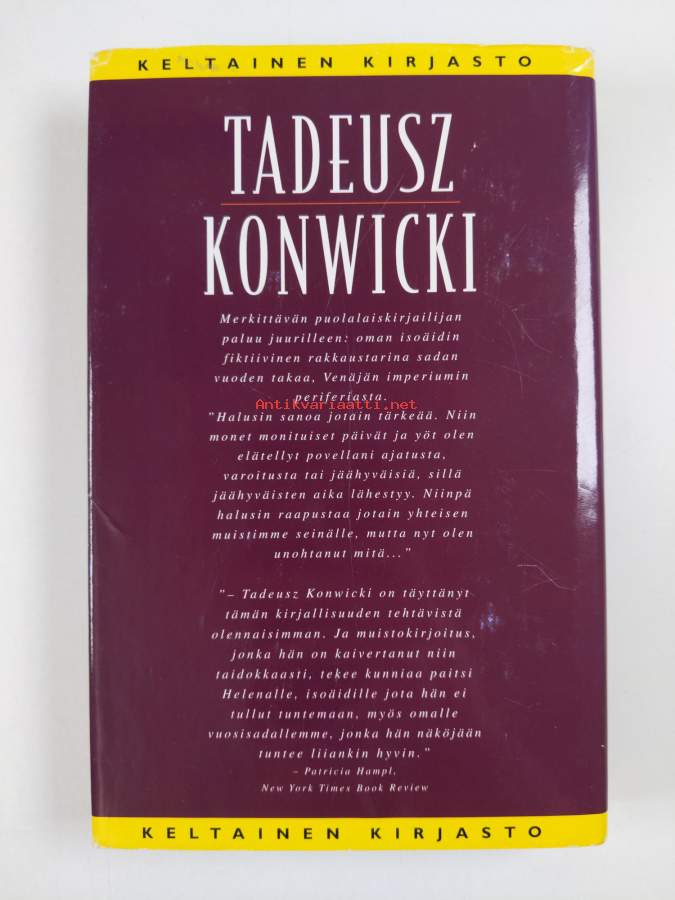 KELTAINEN KIRJASTO
TADEUSZ
KONWICKI
Merkittävän puolalaiskirjailijan
paluu juurilleen: oman isoäidin
fiktiivinen rakkaustarina sadan
vuoden takaa, Venäjän imperiumin
periferiasta.
Antikvariaatti.net
"Halusin sanoa jotain tärkeää. Niin
monet monituiset päivät ja yöt olen
elätellyt povellani ajatusta,
varoitusta tai jäähyväisiä, sillä
jäähyväisten aika lähestyy. Niinpä
halusin raapustaa jotain yhteisen
muistimme seinälle, mutta nyt olen
unohtanut mitä..."
"– Tadeusz Konwicki on täyttänyt
tämän kirjallisuuden tehtävistä
olennaisimman. Ja muistokirjoitus,
jonka hän on kaivertanut niin
taidokkaasti, tekee kunniaa paitsi
Helenalle, isoäidille jota hän ei
tullut tuntemaan, myös omalle
vuosisadallemme, jonka hän näköjään
tuntee liiankin hyvin."
– Patricia Hampl,
New York Times Book Review
KELTAINEN KIRJASTO